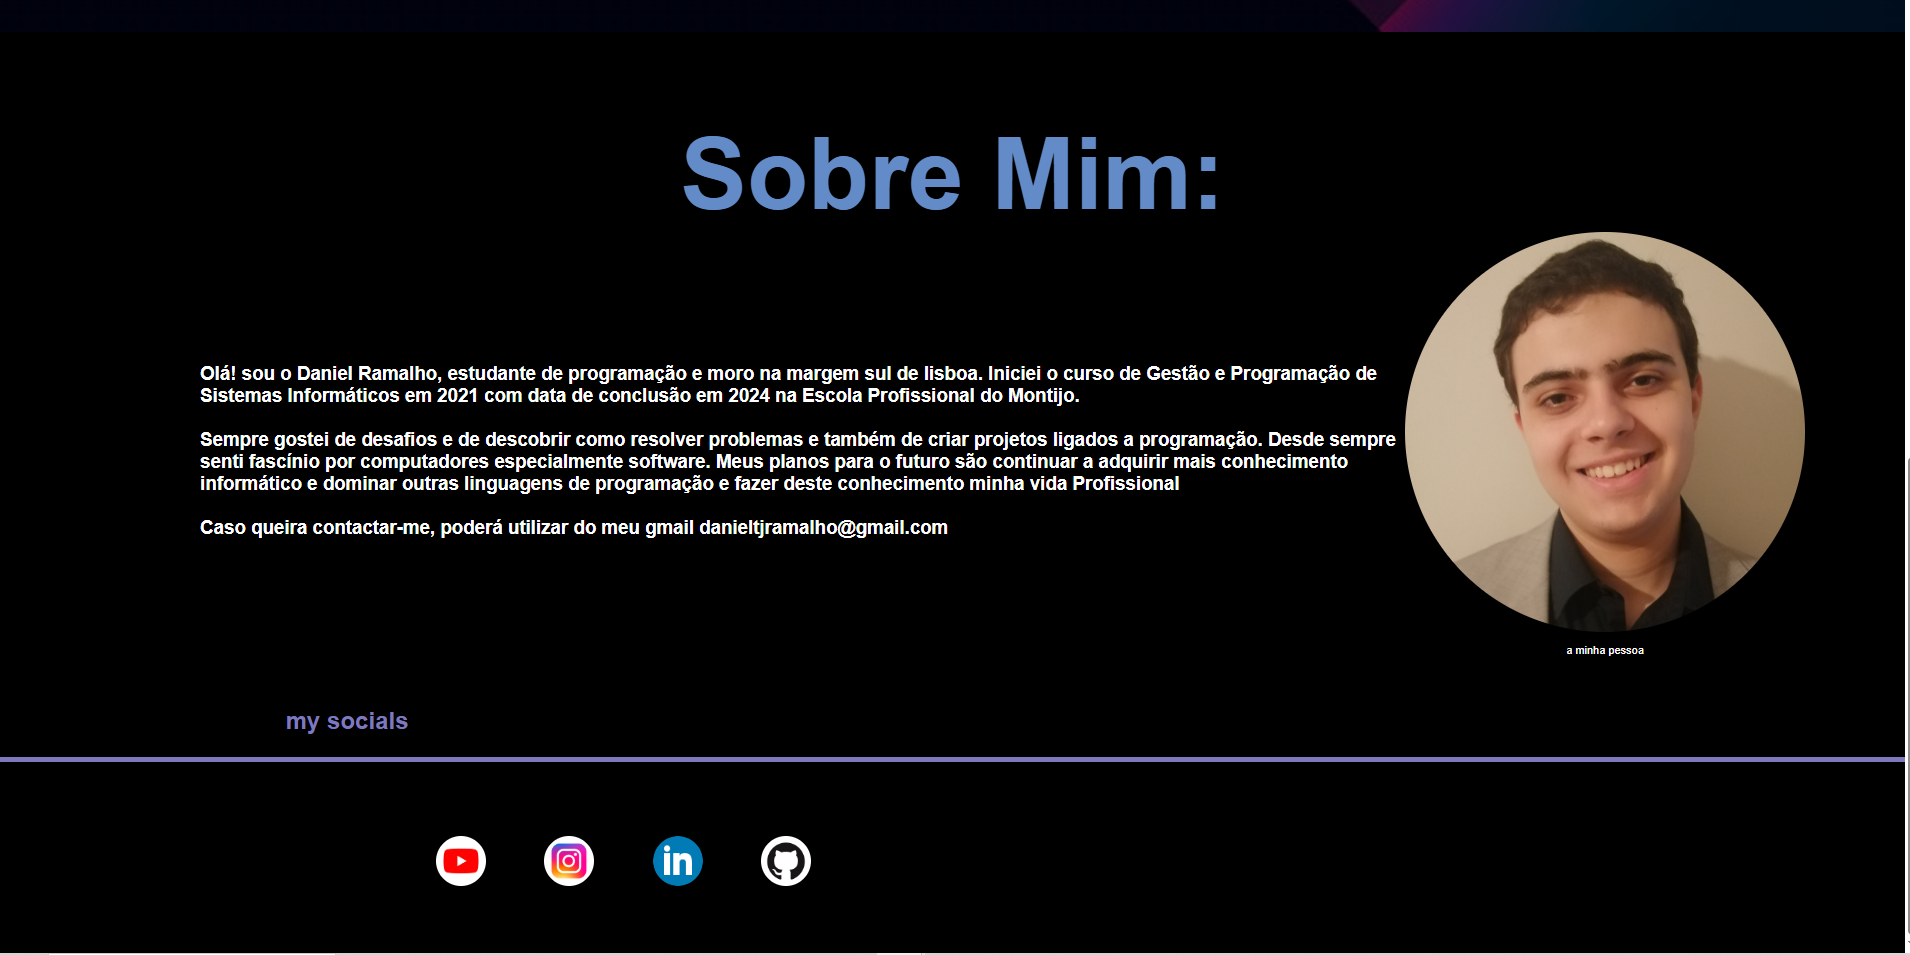 Sobre Mim:
Olá! sou o Daniel Ramalho, estudante de programação e moro na margem sul de lisboa. Iniciei o curso de Gestão e Programação de
Sistemas Informáticos em 2021 com data de conclusão em 2024 na Escola Profissional do Montijo.
Sempre gostei de desafios e de descobrir como resolver problemas e também de criar projetos ligados a programação. Desde sempre
senti fascínio por computadores especialmente software. Meus planos para o futuro são continuar a adquirir mais conhecimento
informático e dominar outras linguagens de programação e fazer deste conhecimento minha vida Profissional
Caso queira contactar-me, poderá utilizar do meu gmail danieltjramalho@gmail.com
a minha pessoa
my socials
in